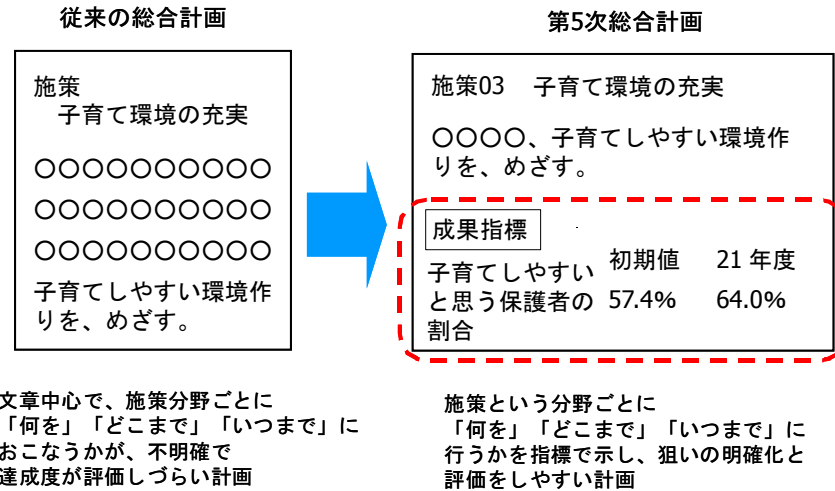 従来の総合計画
施策
子育て環境の充実
〇〇〇〇〇〇〇〇〇〇
〇〇〇〇〇〇〇〇〇〇
〇〇〇〇〇〇〇〇〇〇
子育てしやすい環境作
りを、めざす。
文章中心で、施策分野ごとに
「何を」「どこまで」「いつまで」に
おこなうかが、不明確で
達成度が評価しづらい計画
第5次総合計画
施策03　子育て環境の充実
〇〇〇〇、子育てしやすい環境作
りを、めざす。
成果指標
初期値　21 年度
子育てしやすい
と思う保護者の　57.4%　64.0%
割合
施策という分野ごとに
「何を」「どこまで」「いつまで」に
行うかを指標で示し、狙いの明確化と
評価をしやすい計画